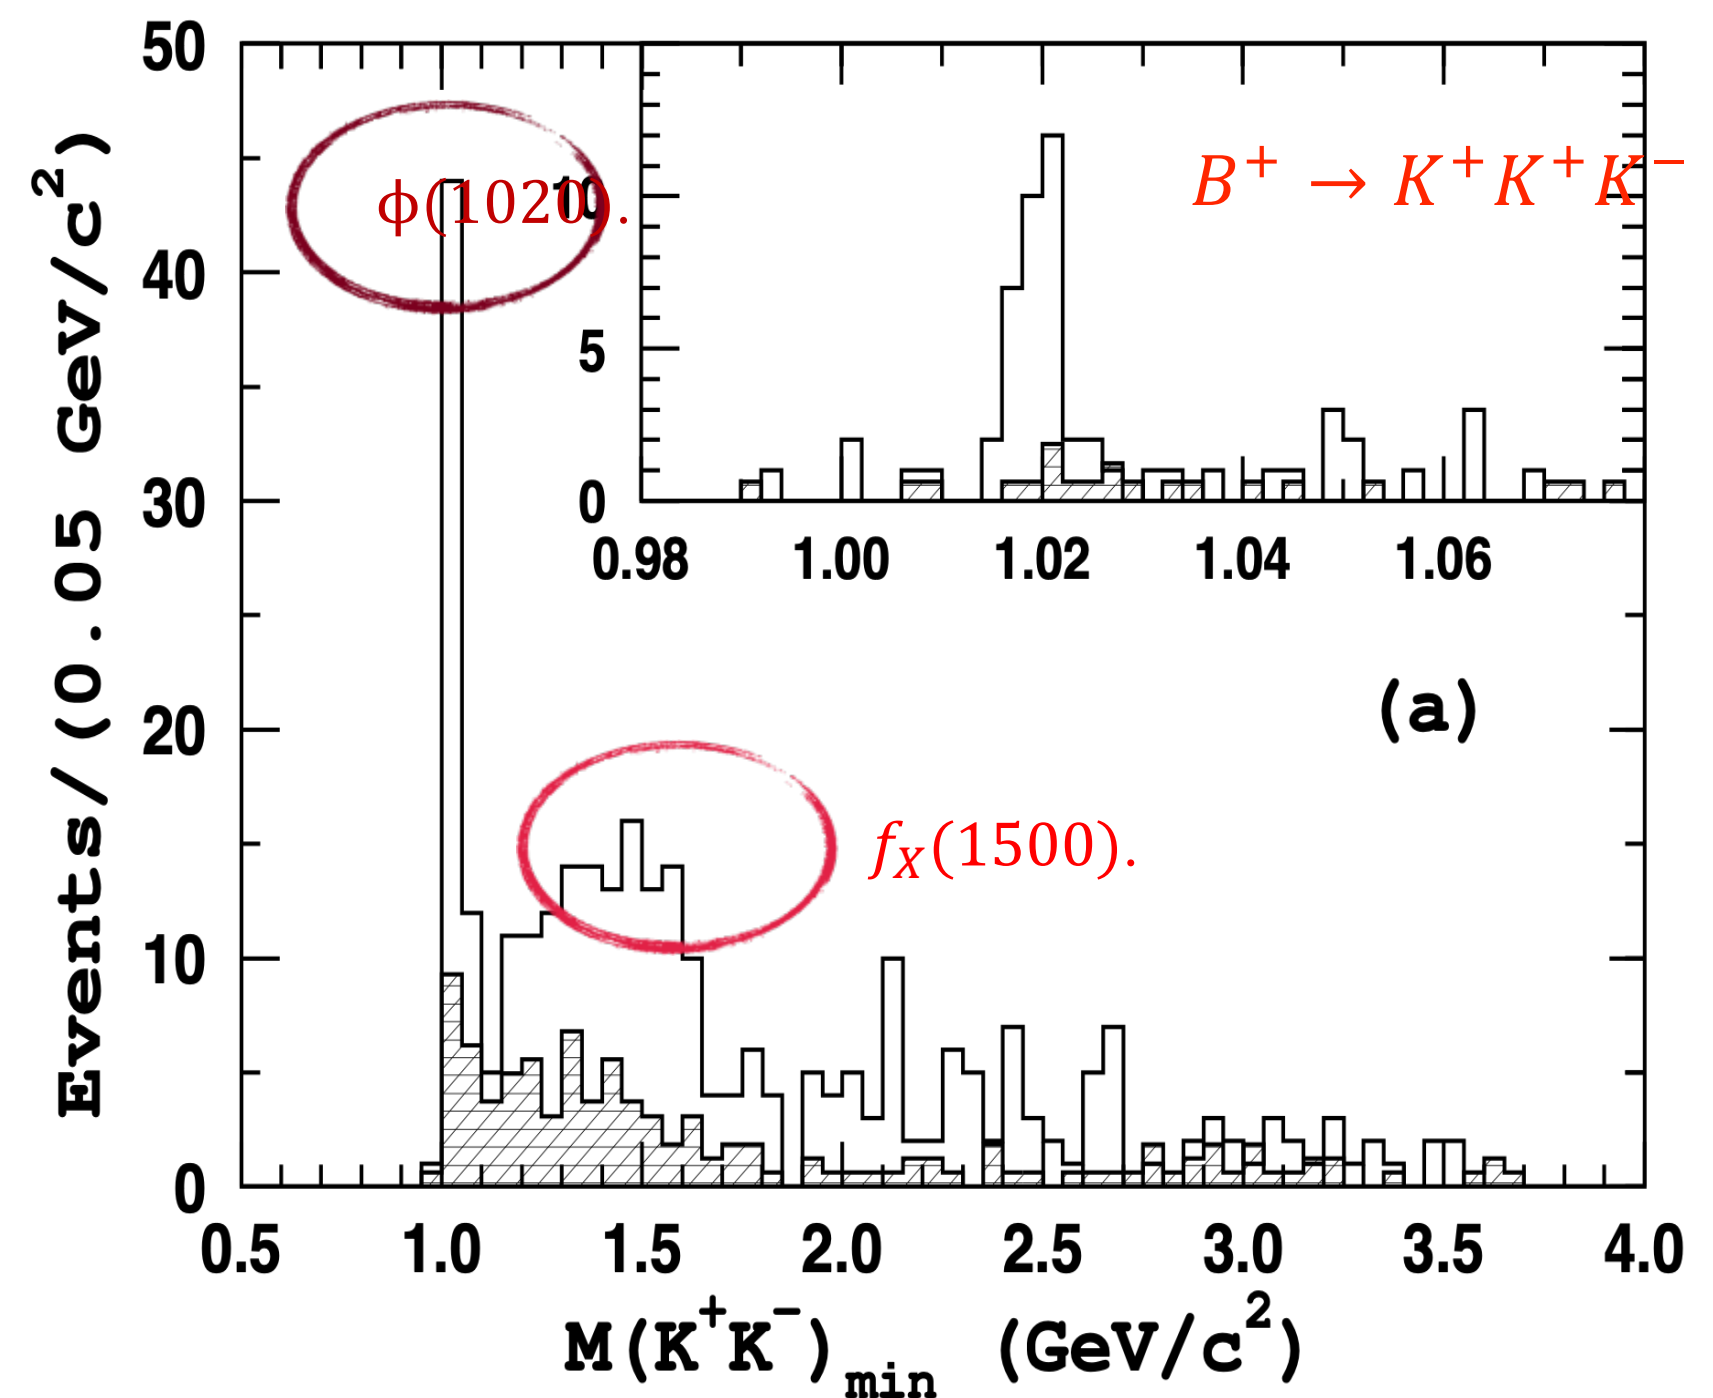 50
40
30
20
10
0
Events/(0.05 GeV/c²)
ϕ(1020).
10
5
0
B⁺ → K⁺K⁺K⁻
0.98 1.00 1.02 1.04 1.06
(a)
f_X(1500).
0.5 1.0 1.5 2.0 2.5 3.0 3.5 4.0
M(K⁺K⁻)_min (GeV/c²)